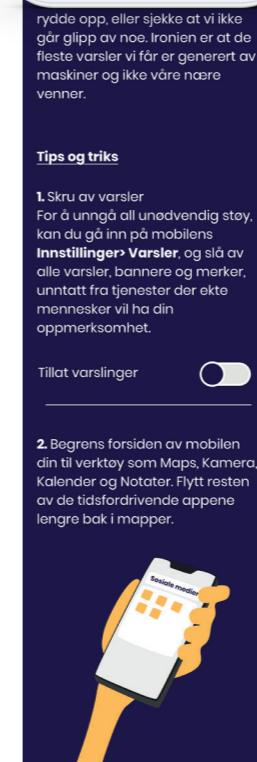 rydde opp, eller sjekke at vi ikke
går glipp av noe. Ironien er at de
fleste varsler vi får er generert av
maskiner og ikke våre nære
venner.
Tips og triks
1. Skru av varsler
For å unngå all unødvendig støy,
kan du gå inn på mobilens
Innstillinger> Varsler, og slå av
alle varsler, bannere og merker,
unntatt fra tjenester der ekte
mennesker vil ha din
oppmerksomhet.
Tillat varslinger
2. Begrens forsiden av mobilen
din til verktøy som Maps, Kamera,
Kalender og Notater. Flytt resten
av de tidsfordrivende appene
lengre bak i mapper.
Sosiale medier